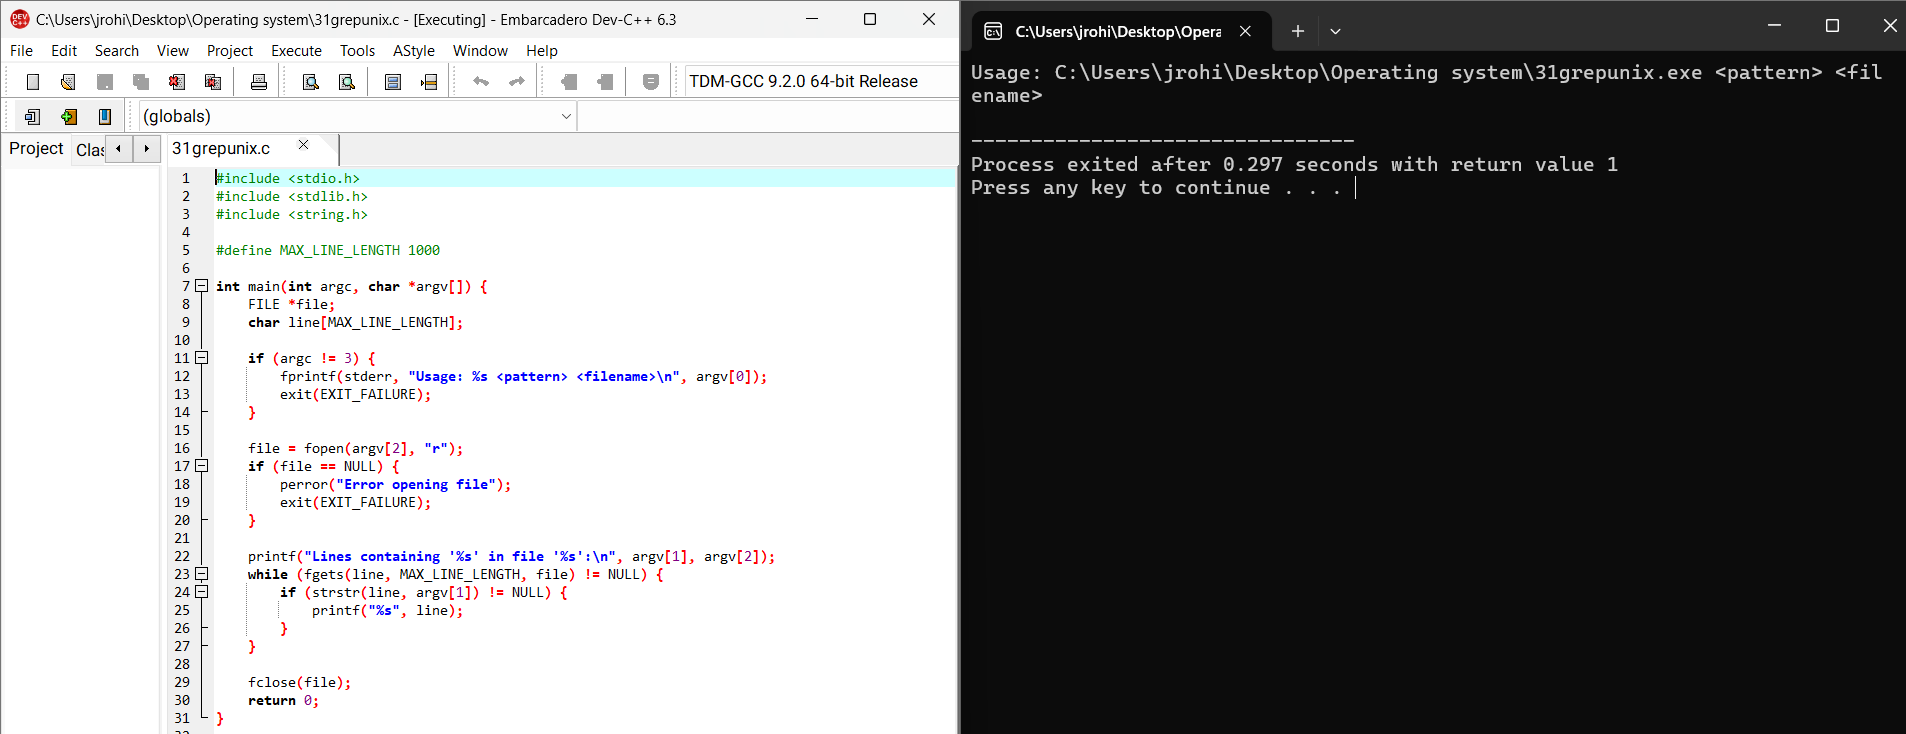 C:\Users\jrohi\Desktop\Operating system\31grepunix.c - [Executing] - Embarcadero Dev-C++ 6.3
File Edit Search View Project Execute Tools AStyle Window Help
TDM-GCC 9.2.0 64-bit Release
(globals)
Project Clas 31grepunix.c
1 #include <stdio.h>
2 #include <stdlib.h>
3 #include <string.h>
4
5 #define MAX_LINE_LENGTH 1000
6
7 int main(int argc, char *argv[]) {
8 FILE *file;
9 char line[MAX_LINE_LENGTH];
10
11 if (argc != 3) {
12 fprintf(stderr, "Usage: %s <pattern> <filename>\n", argv[0]);
13 exit(EXIT_FAILURE);
14 }
15
16 file = fopen(argv[2], "r");
17 if (file == NULL) {
18 perror("Error opening file");
19 exit(EXIT_FAILURE);
20 }
21
22 printf("Lines containing '%s' in file '%s':\n", argv[1], argv[2]);
23 while (fgets(line, MAX_LINE_LENGTH, file) != NULL) {
24 if (strstr(line, argv[1]) != NULL) {
25 printf("%s", line);
26 }
27 }
28
29 fclose(file);
30 return 0;
31 }
C:\Users\jrohi\Desktop\Opera
Usage: C:\Users\jrohi\Desktop\Operating system\31grepunix.exe <pattern> <fil
ename>
--------------------------------
Process exited after 0.297 seconds with return value 1
Press any key to continue . . .